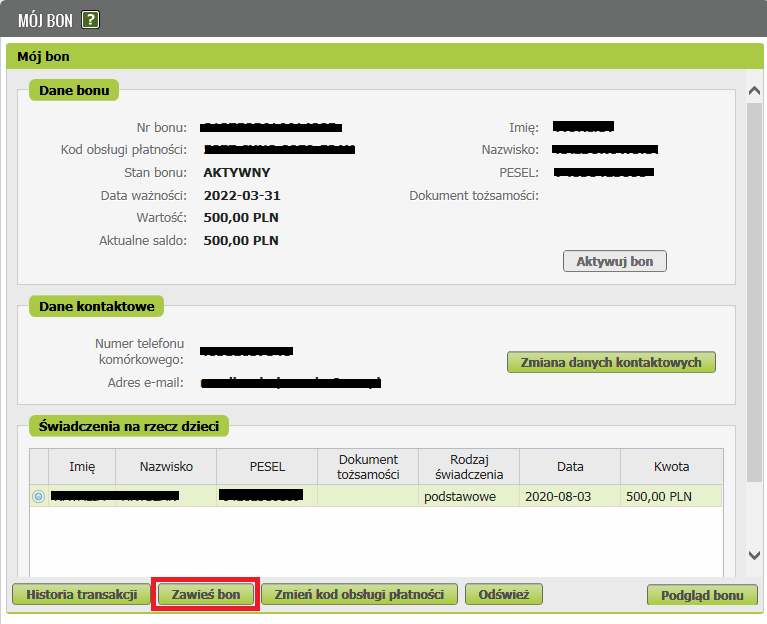 MÓJ BON ?
Mój bon
Dane bonu
Nr bonu:
Kod obsługi płatności:
Stan bonu: AKTYWNY
Data ważności: 2022-03-31
Wartość: 500,00 PLN
Aktualne saldo: 500,00 PLN
Imię:
Nazwisko:
PESEL:
Dokument tożsamości:
Aktywuj bon
Dane kontaktowe
Numer telefonu
komórkowego:
Adres e-mail:
Zmiana danych kontaktowych
Świadczenia na rzecz dzieci
Imię Nazwisko PESEL Dokument tożsamości Rodzaj świadczenia Data Kwota
podstawowe 2020-08-03 500,00 PLN
Historia transakcji Zawieś bon Zmień kod obsługi płatności Odśwież Podgląd bonu